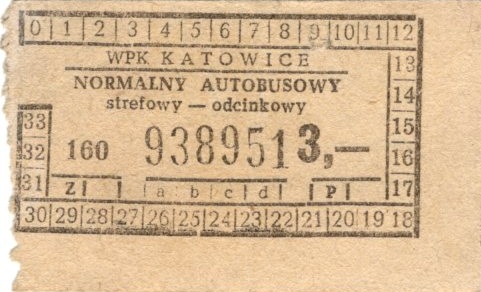 0 1 2 3 4 5 6 7 8 9 10 11 12
WPK KATOWICE 13
NORMALNY AUTOBUSOWY
strefowy — odcinkowy 14
33 15
32 160 9389513,— 16
31 Z a b c d P 17
30 29 28 27 26 25 24 23 22 21 20 19 18